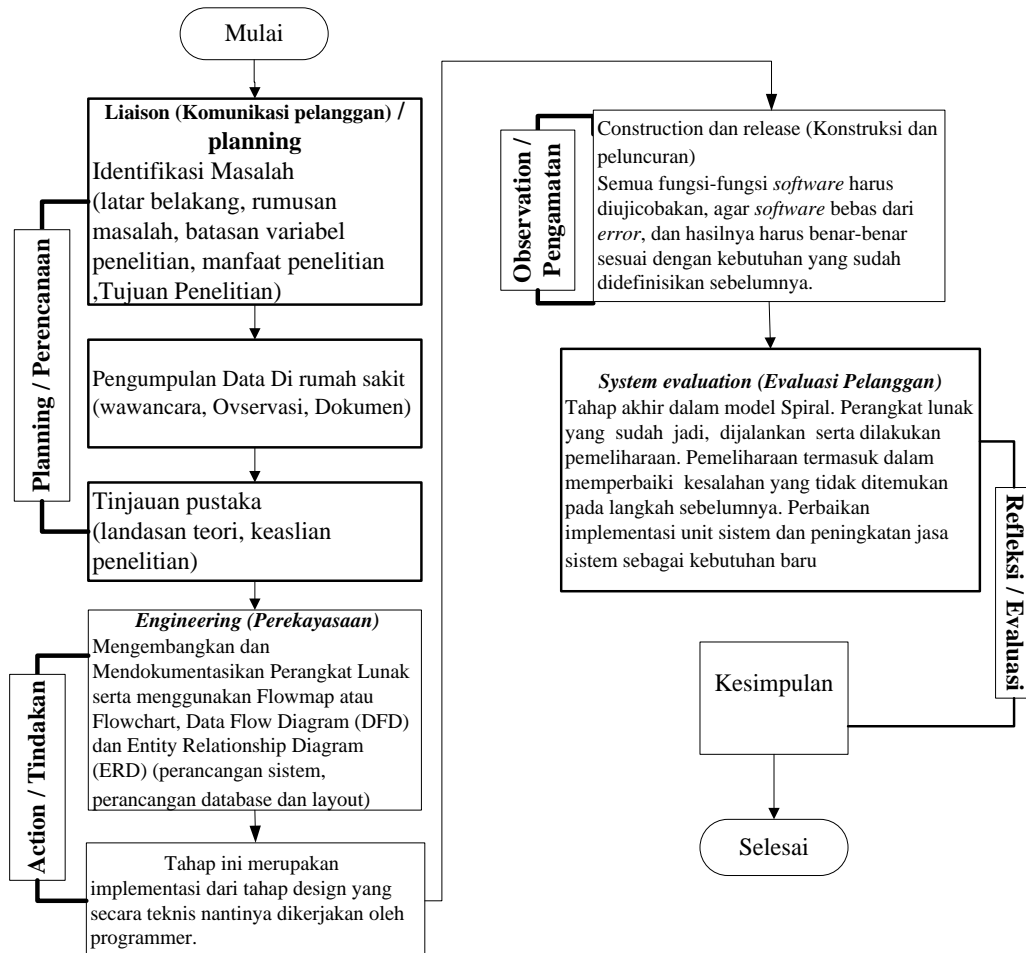 Mulai
Liaison (Komunikasi pelanggan) /
planning
Identifikasi Masalah
(latar belakang, rumusan
masalah, batasan variabel
penelitian, manfaat penelitian
,Tujuan Penelitian)
Pengumpulan Data Di rumah sakit
(wawancara, Ovservasi, Dokumen)
Tinjauan pustaka
(landasan teori, keaslian
penelitian)
Planning / Perencanaan
Engineering (Perekayasaan)
Mengembangkan dan
Mendokumentasikan Perangkat Lunak
serta menggunakan Flowmap atau
Flowchart, Data Flow Diagram (DFD)
dan Entity Relationship Diagram
(ERD) (perancangan sistem,
perancangan database dan layout)
Tahap ini merupakan
implementasi dari tahap design yang
secara teknis nantinya dikerjakan oleh
programmer.
Action / Tindakan
Construction dan release (Konstruksi dan
peluncuran)
Semua fungsi-fungsi software harus
diujicobakan, agar software bebas dari
error, dan hasilnya harus benar-benar
sesuai dengan kebutuhan yang sudah
didefinisikan sebelumnya.
Observation /
Pengamatan
System evaluation (Evaluasi Pelanggan)
Tahap akhir dalam model Spiral. Perangkat lunak
yang sudah jadi, dijalankan serta dilakukan
pemeliharaan. Pemeliharaan termasuk dalam
memperbaiki kesalahan yang tidak ditemukan
pada langkah sebelumnya. Perbaikan
implementasi unit sistem dan peningkatan jasa
sistem sebagai kebutuhan baru
Refleksi / Evaluasi
Kesimpulan
Selesai